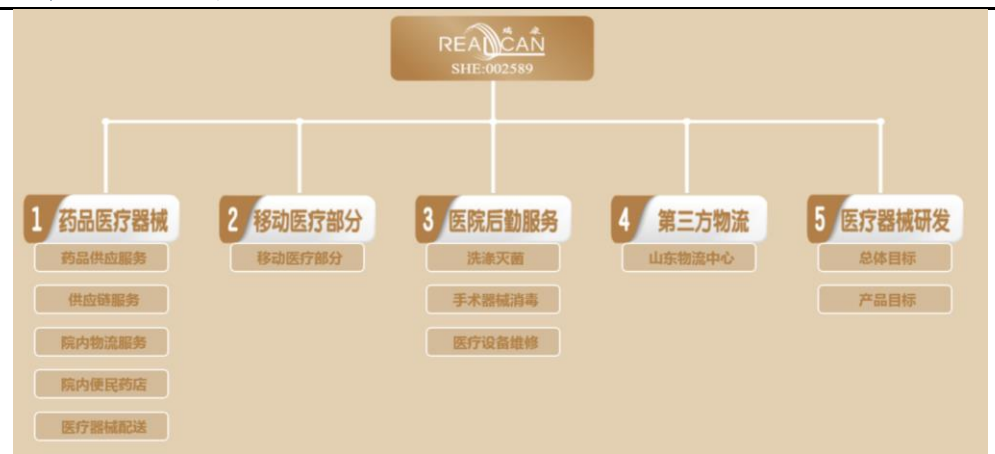 瑞康
REALCAN
SHE:002589
1 药品医疗器械
药品供应服务
供应链服务
院内物流服务
院内便民药店
医疗器械配送
2 移动医疗部分
移动医疗部分
3 医院后勤服务
洗涤灭菌
手术器械消毒
医疗设备维修
4 第三方物流
山东物流中心
5 医疗器械研发
总体目标
产品目标